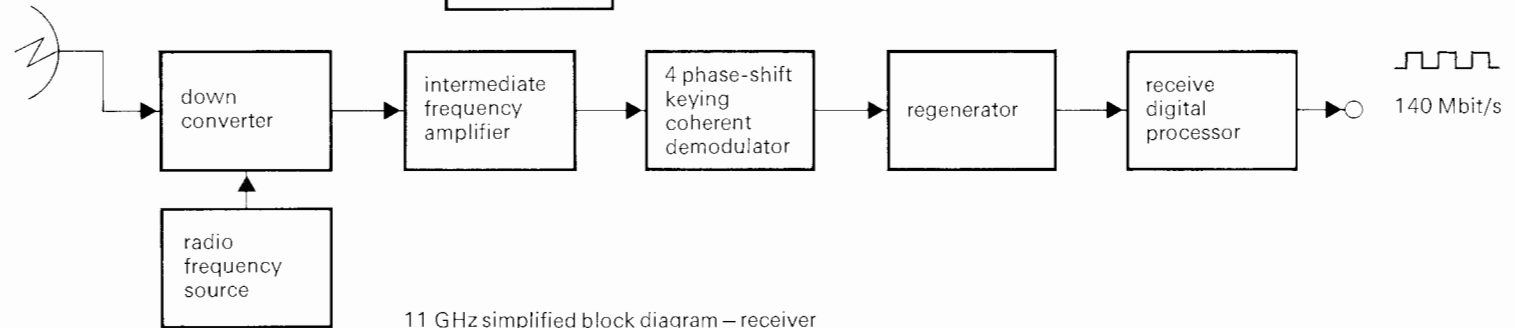 down
converter
intermediate
frequency
amplifier
4 phase-shift
keying
coherent
demodulator
regenerator
receive
digital
processor
140 Mbit/s
radio
frequency
source
11 GHz simplified block diagram – receiver